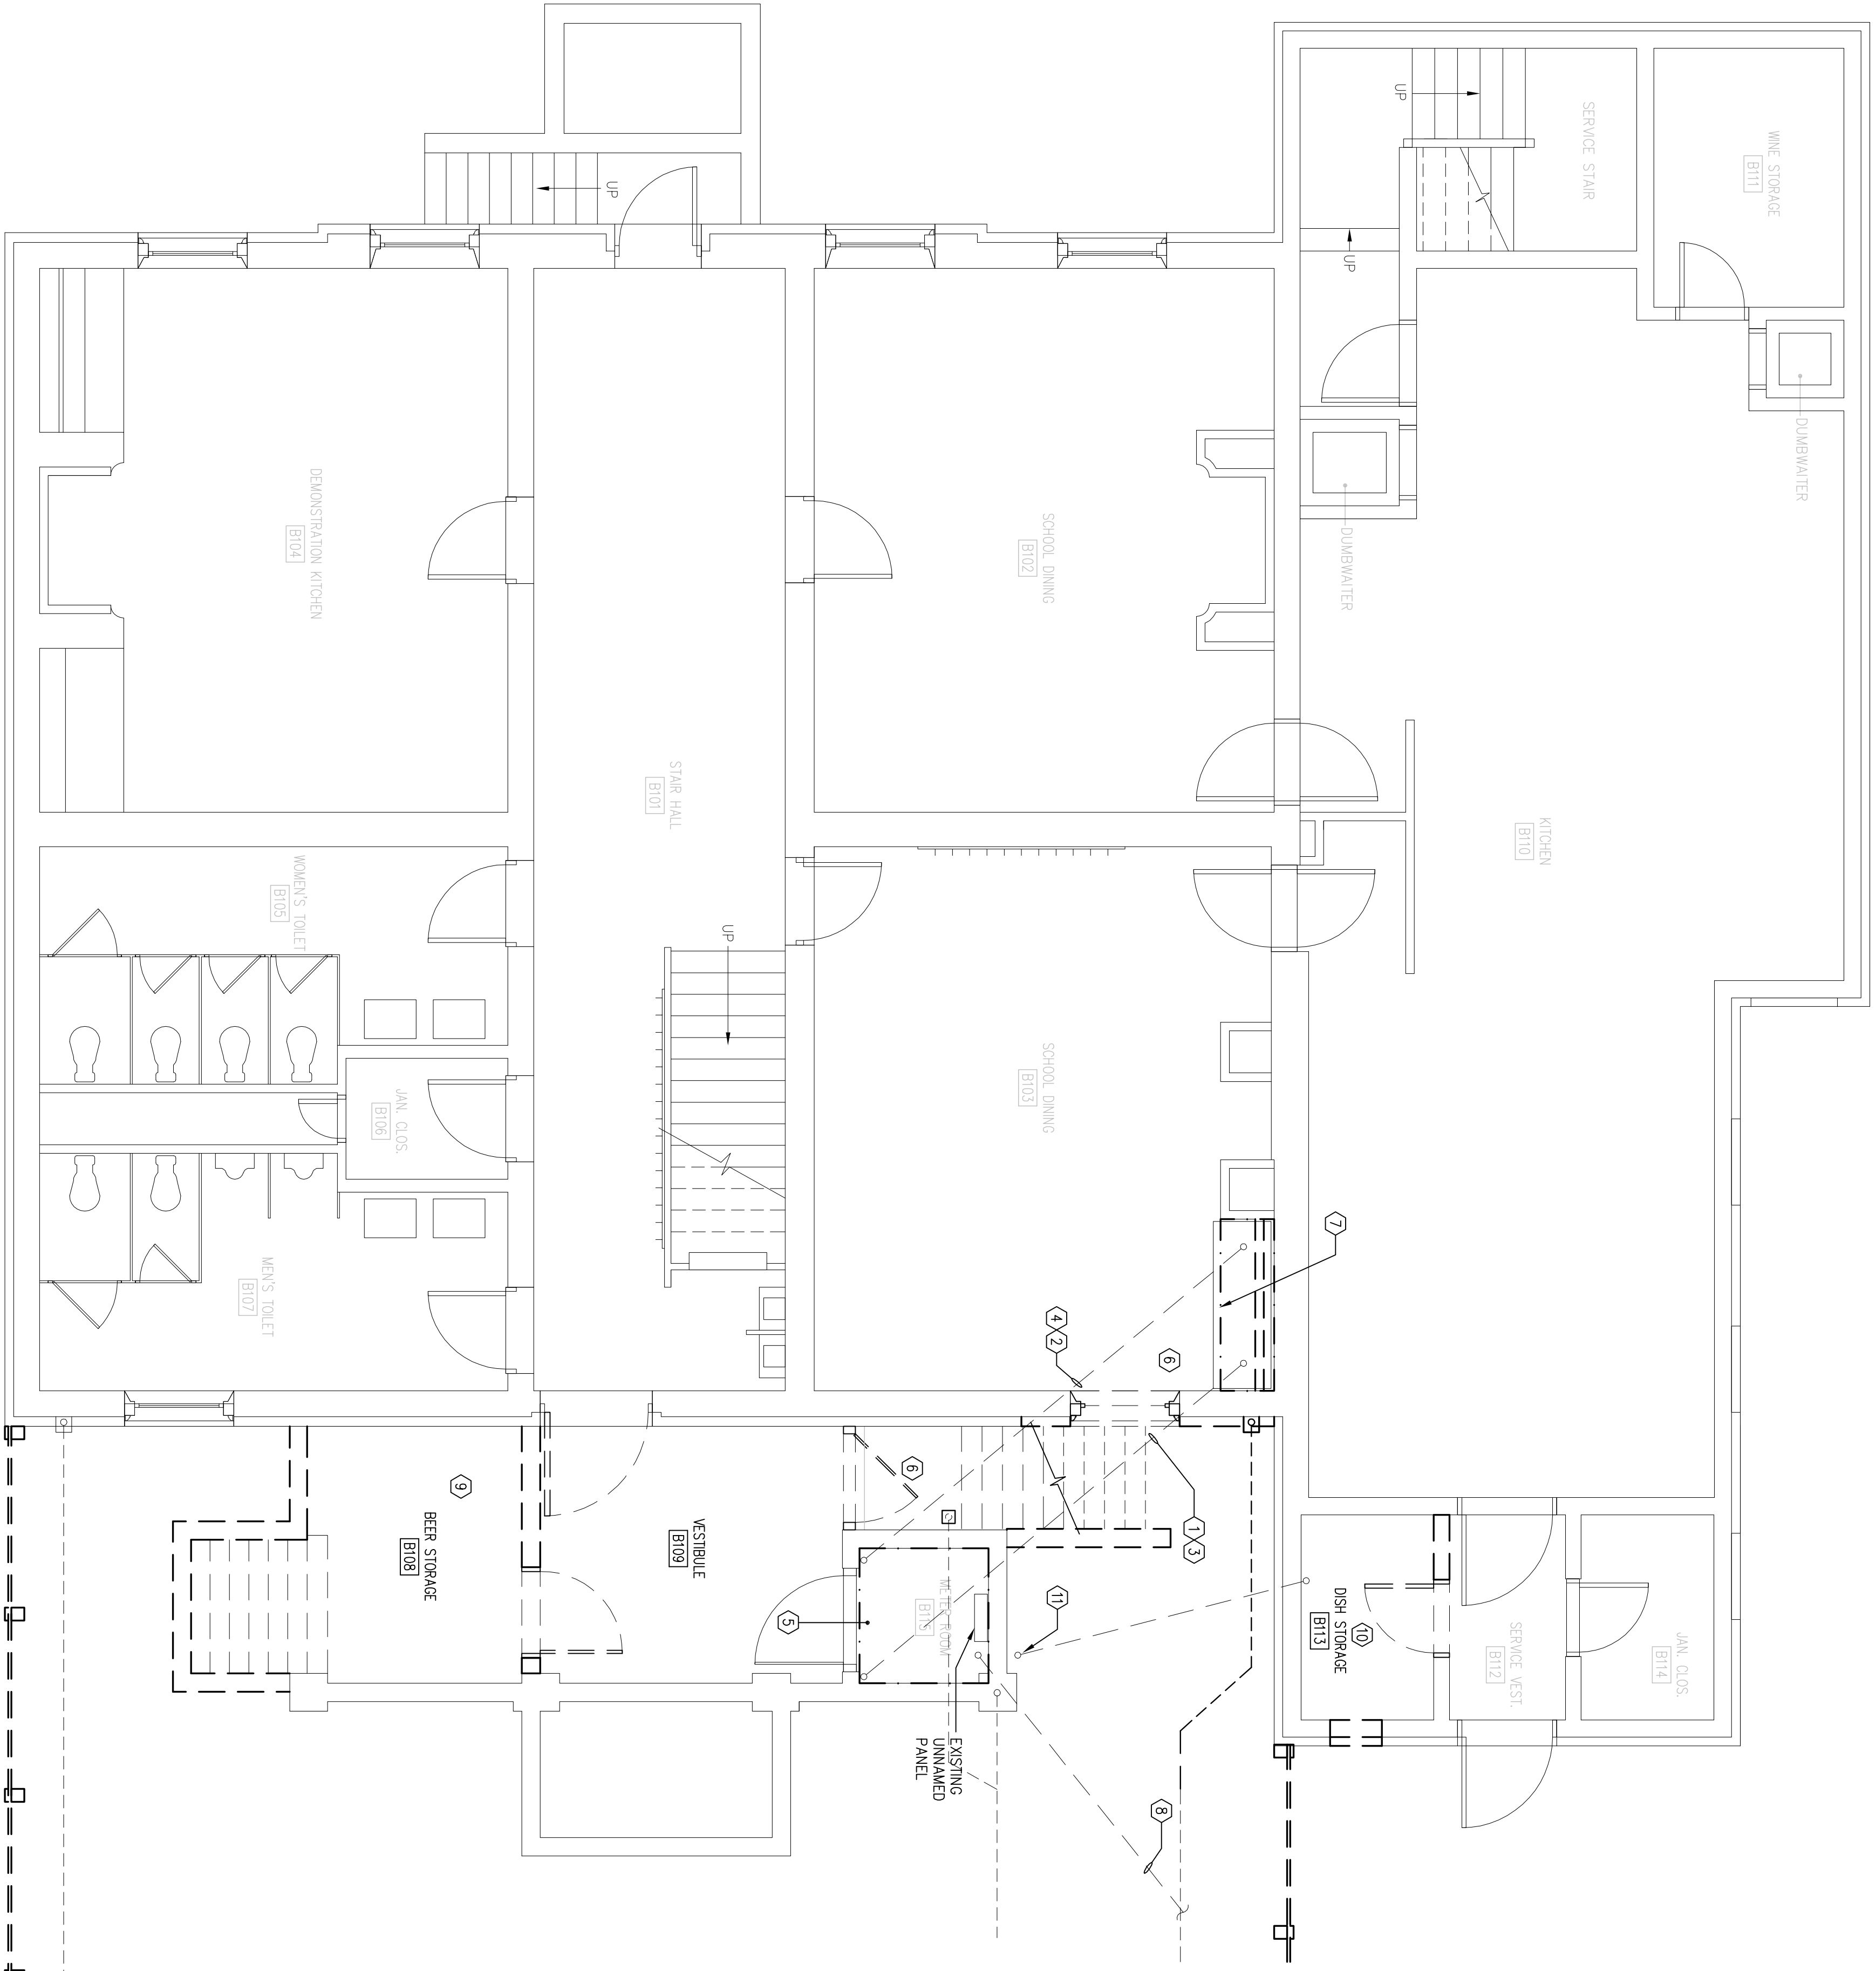 DUMBWAITER
WINE STORAGE
B111
JAN. CLOS.
B114
SERVICE STAIR
KITCHEN
B110
SERVICE VEST.
B112
UP
10
DISH STORAGE
B113
UP
DUMBWAITER
7
1 3
6
8
4 2
11
SCHOOL DINING
B102
SCHOOL DINING
B103
EXISTING
UNNAMED
PANEL
METER ROOM
B115
6
5
UP
VESTIBULE
B109
STAIR HALL
B101
UP
9
BEER STORAGE
B108
JAN. CLOS.
B106
DEMONSTRATION KITCHEN
B104
WOMEN'S TOILET
B105
MEN'S TOILET
B107